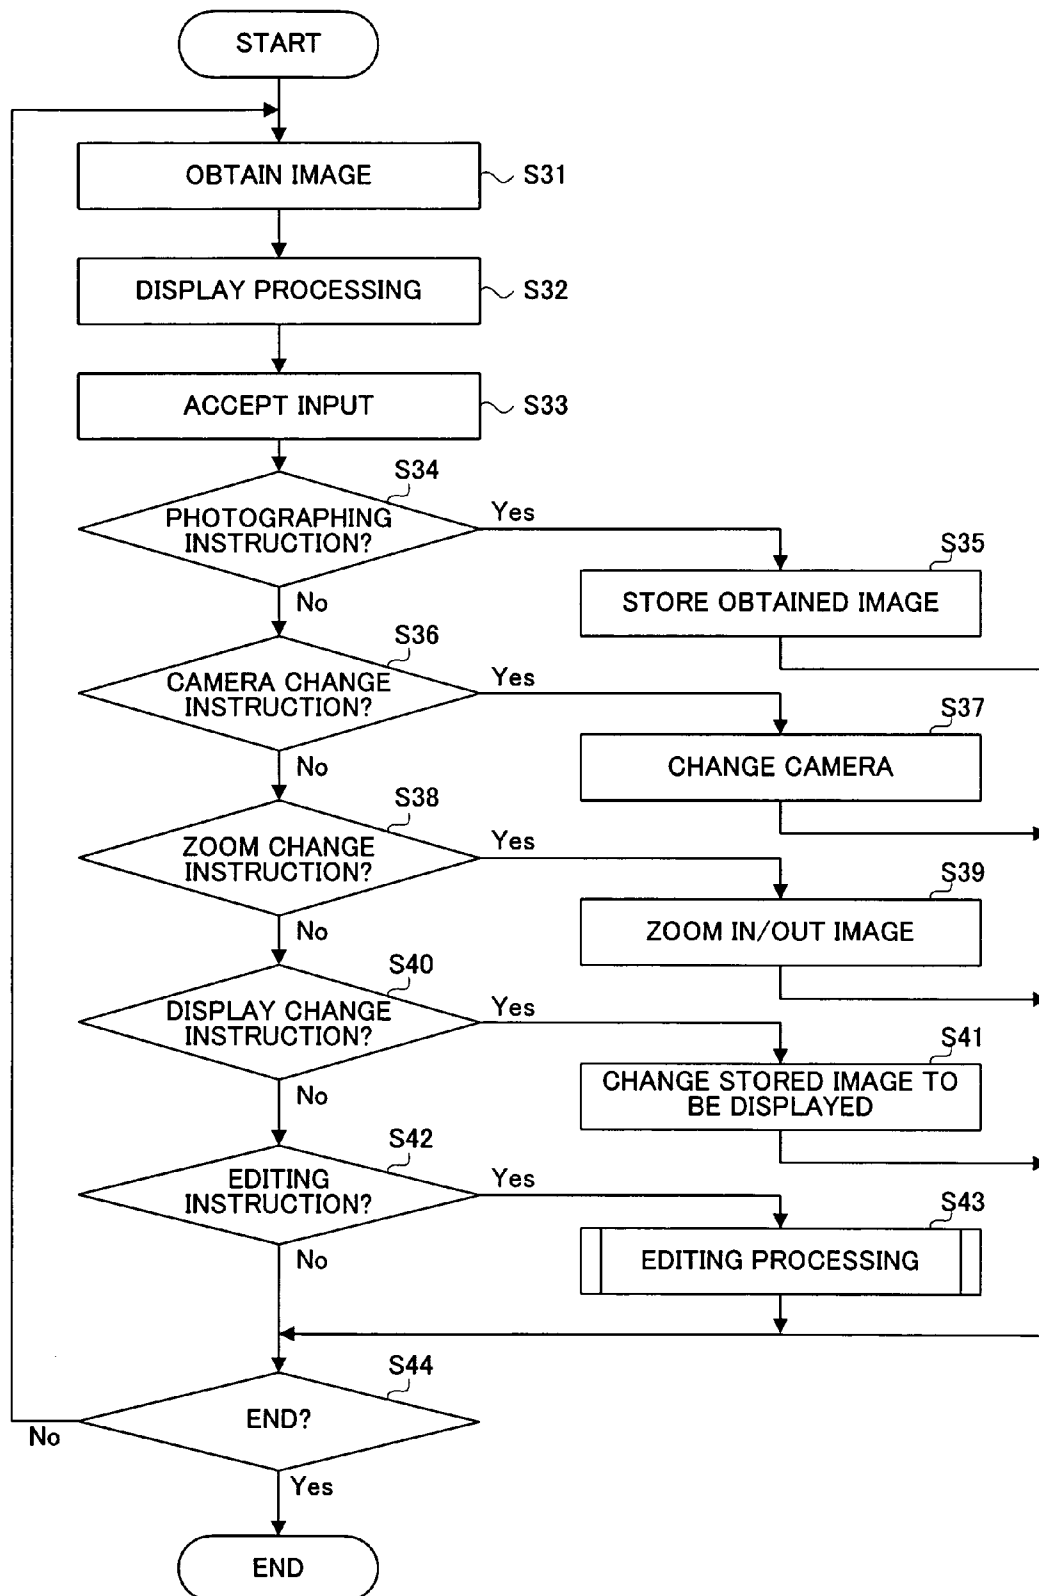 START
OBTAIN IMAGE
S31
DISPLAY PROCESSING
S32
ACCEPT INPUT
S33
S34
PHOTOGRAPHING
INSTRUCTION?
Yes
No
S35
STORE OBTAINED IMAGE
S36
CAMERA CHANGE
INSTRUCTION?
Yes
No
S37
CHANGE CAMERA
S38
ZOOM CHANGE
INSTRUCTION?
Yes
No
S39
ZOOM IN/OUT IMAGE
S40
DISPLAY CHANGE
INSTRUCTION?
Yes
No
S41
CHANGE STORED IMAGE TO
BE DISPLAYED
S42
EDITING
INSTRUCTION?
Yes
No
S43
EDITING PROCESSING
S44
END?
No
Yes
END